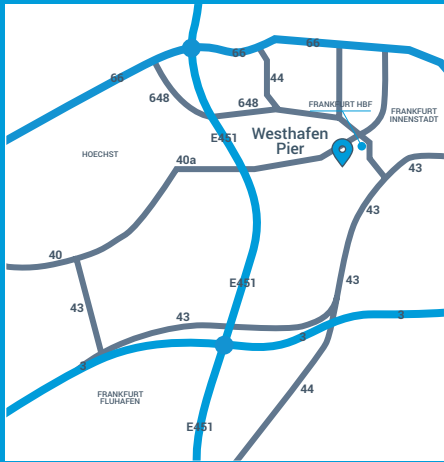 66
66
66
44
648
648
FRANKFURT HBF
FRANKFURT
INNENSTADT
E451
Westhafen
Pier
HOECHST
40a
43
43
40
E451
43
43
43
3
3
3
FRANKFURT
FLUHAFEN
44
E451